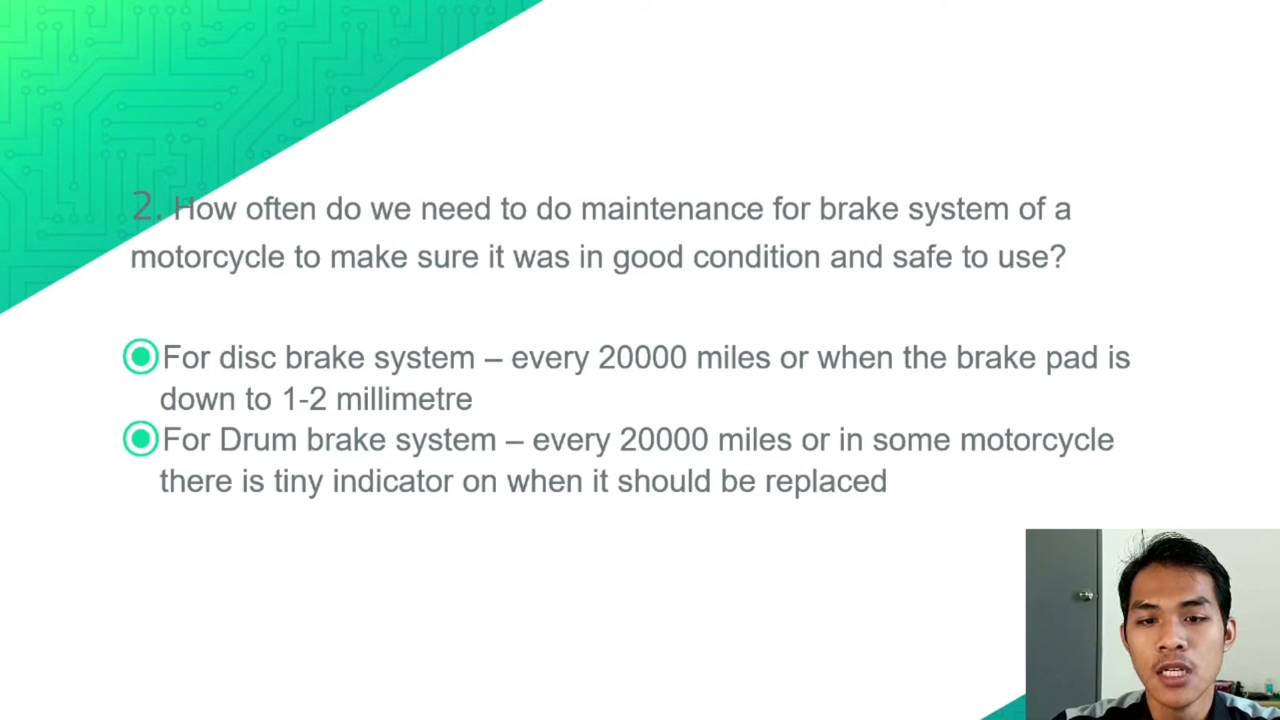 2. How often do we need to do maintenance for brake system of a
motorcycle to make sure it was in good condition and safe to use?
For disc brake system – every 20000 miles or when the brake pad is
down to 1-2 millimetre
For Drum brake system – every 20000 miles or in some motorcycle
there is tiny indicator on when it should be replaced